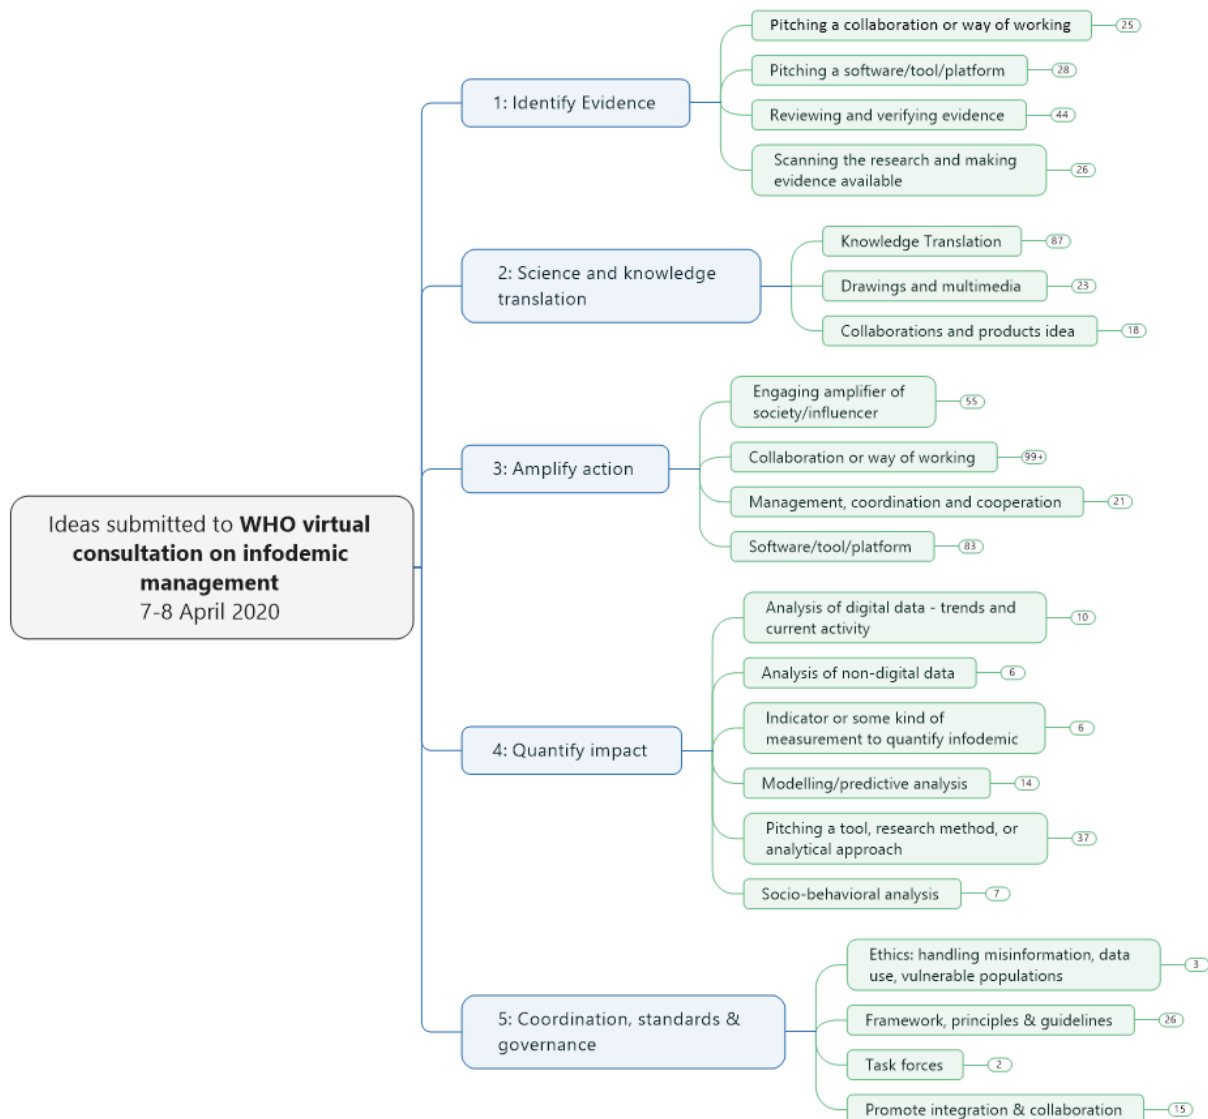 Ideas submitted to WHO virtual
consultation on infodemic
management
7-8 April 2020
1: Identify Evidence
Pitching a collaboration or way of working
25
Pitching a software/tool/platform
28
Reviewing and verifying evidence
44
Scanning the research and making
evidence available
26
2: Science and knowledge
translation
Knowledge Translation
87
Drawings and multimedia
23
Collaborations and products idea
18
3: Amplify action
Engaging amplifier of
society/influencer
55
Collaboration or way of working
99+
Management, coordination and cooperation
21
Software/tool/platform
83
4: Quantify impact
Analysis of digital data - trends and
current activity
10
Analysis of non-digital data
6
Indicator or some kind of
measurement to quantify infodemic
6
Modelling/predictive analysis
14
Pitching a tool, research method, or
analytical approach
37
Socio-behavioral analysis
7
5: Coordination, standards &
governance
Ethics: handling misinformation, data
use, vulnerable populations
3
Framework, principles & guidelines
26
Task forces
2
Promote integration & collaboration
15